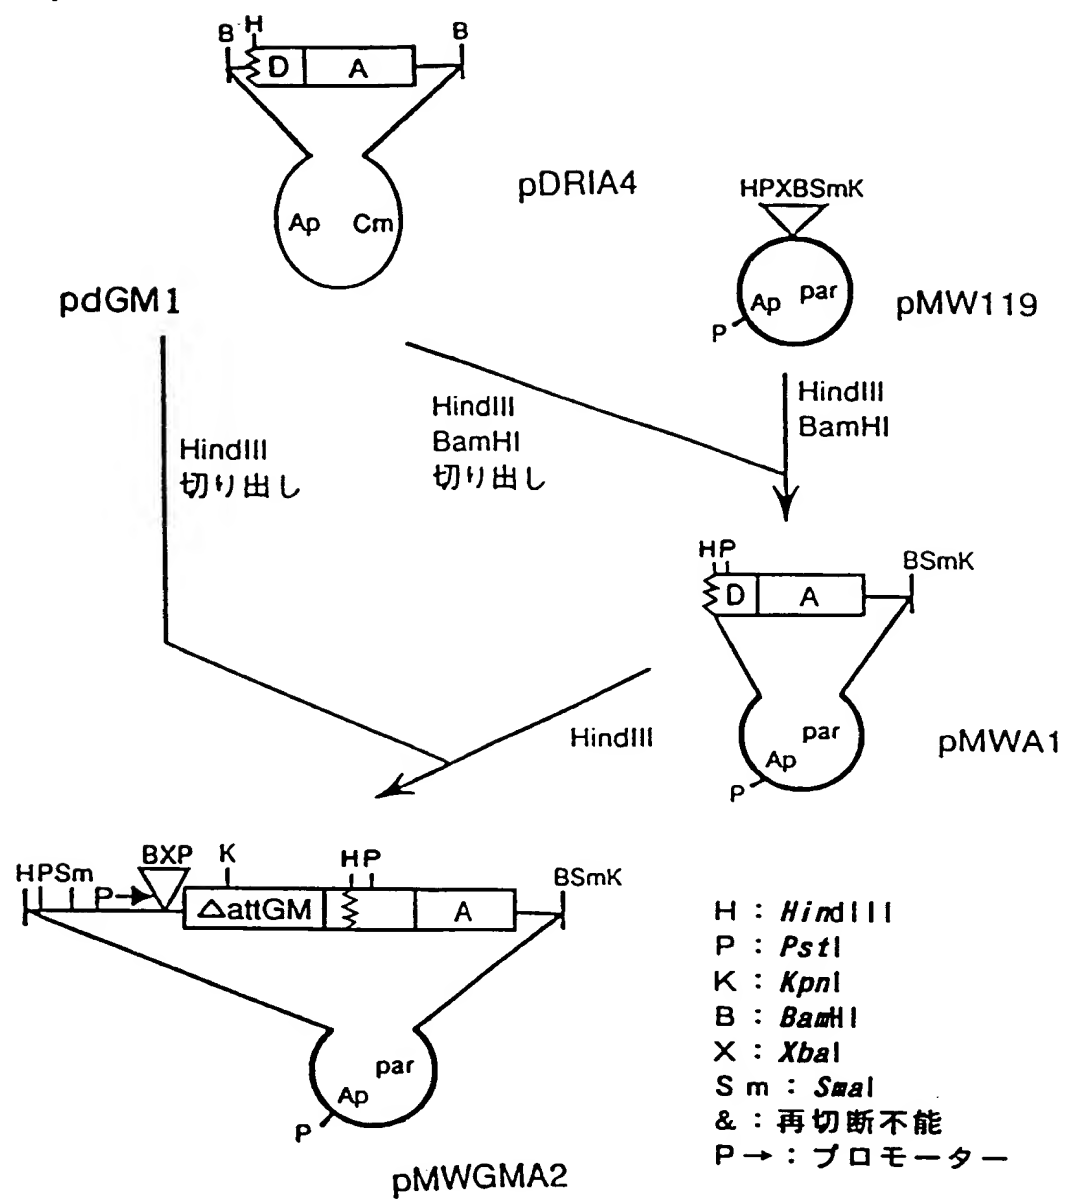 B H B
D A
Ap Cm
pDRIA4
HPXBSmK
Ap par
P
pMW119
pdGM1
HindIII
切り出し
HindIII
BamHI
切り出し
HindIII
BamHI
HP
BSmK
D A
par
Ap
P
pMWA1
HindIII
HPSm
P→
BXP
K
HP
BSmK
△attGM
A
par
Ap
P
pMWGMA2
H : HindIII
P : PstI
K : KpnI
B : BamHI
X : XbaI
Sm : SmaI
& : 再切断不能
P→ : プロモーター